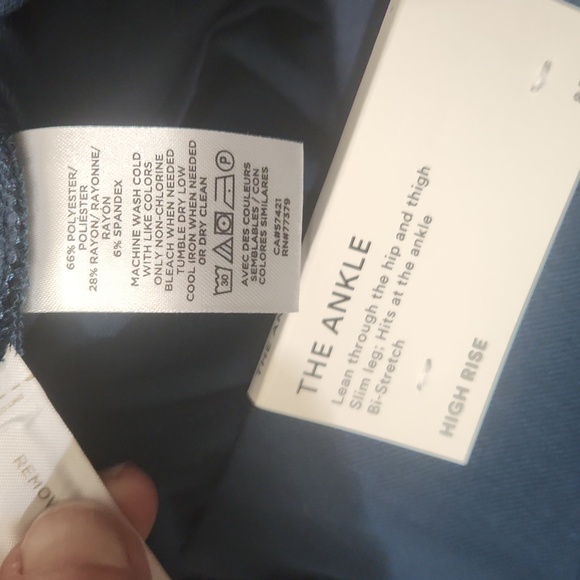 66% POLYESTER/
POLIÉSTER
28% RAYON/ RAYONNE/
RAYON
6% SPANDEX
MACHINE WASH COLD
WITH LIKE COLORS
ONLY NON-CHLORINE
BLEACH WHEN NEEDED
TUMBLE DRY LOW
COOL IRON WHEN NEEDED
OR DRY CLEAN
30 P
AVEC DES COULEURS
SEMBLABLES / CON
COLORES SIMILARES
CA#57421
RN#77379
THE ANKLE
Lean through the hip and thigh
Slim leg; Hits at the ankle
Bi-Stretch
HIGH RISE